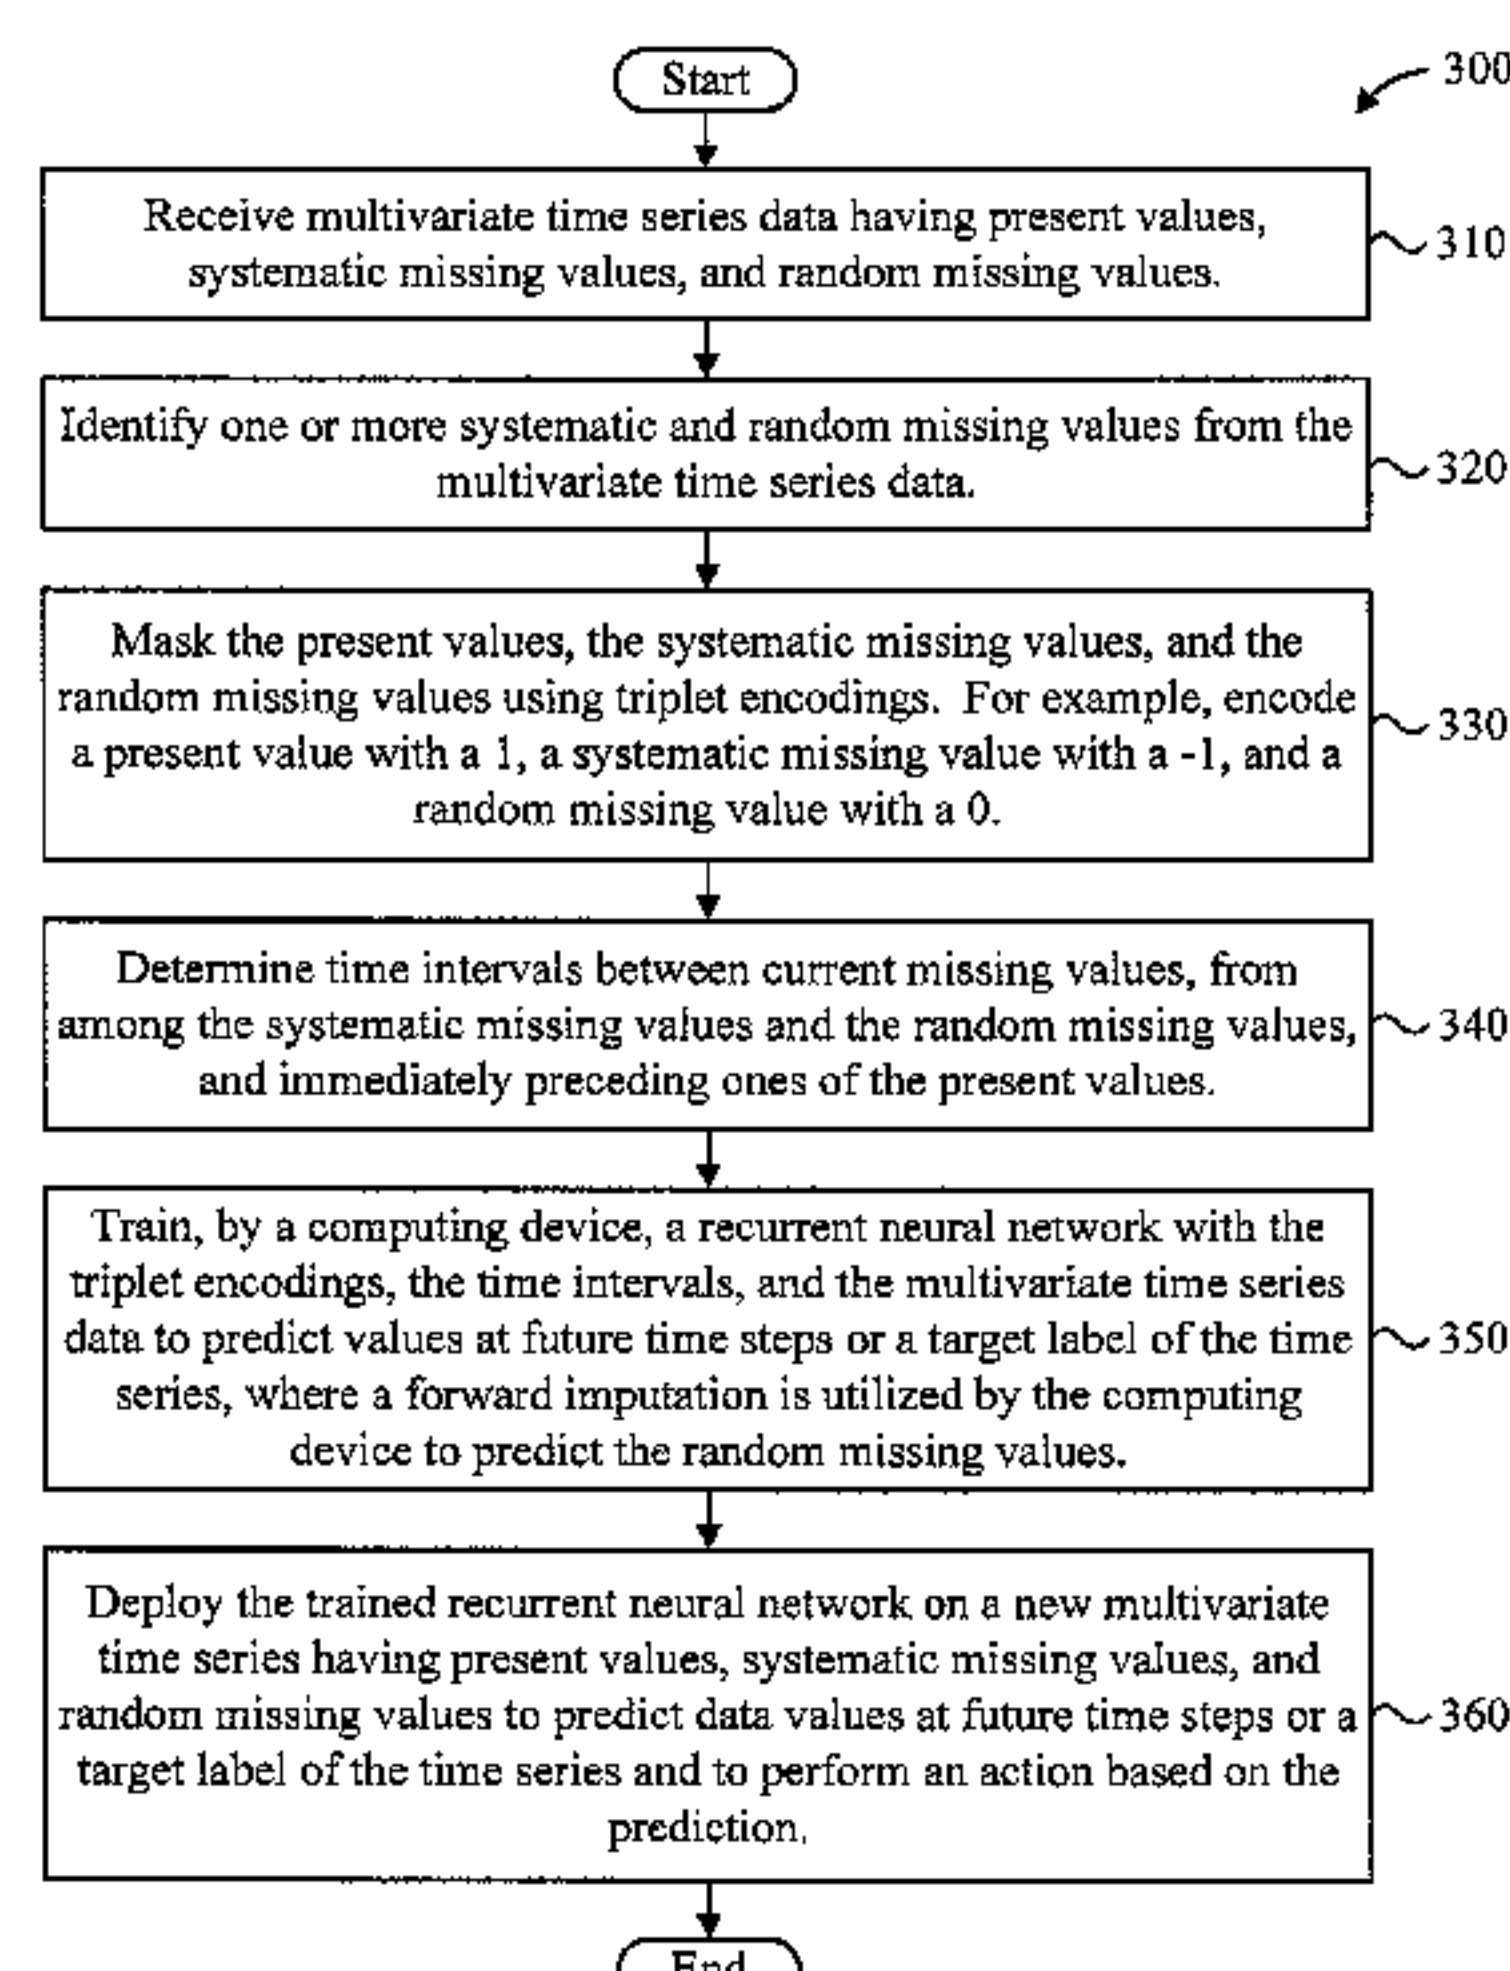 Start
300
Receive multivariate time series data having present values,
systematic missing values, and random missing values.
310
Identify one or more systematic and random missing values from the
multivariate time series data.
320
Mask the present values, the systematic missing values, and the
random missing values using triplet encodings. For example, encode
a present value with a 1, a systematic missing value with a -1, and a
random missing value with a 0.
330
Determine time intervals between current missing values, from
among the systematic missing values and the random missing values,
and immediately preceding ones of the present values.
340
Train, by a computing device, a recurrent neural network with the
triplet encodings, the time intervals, and the multivariate time series
data to predict values at future time steps or a target label of the time
series, where a forward imputation is utilized by the computing
device to predict the random missing values.
350
Deploy the trained recurrent neural network on a new multivariate
time series having present values, systematic missing values, and
random missing values to predict data values at future time steps or a
target label of the time series and to perform an action based on the
prediction.
360
End